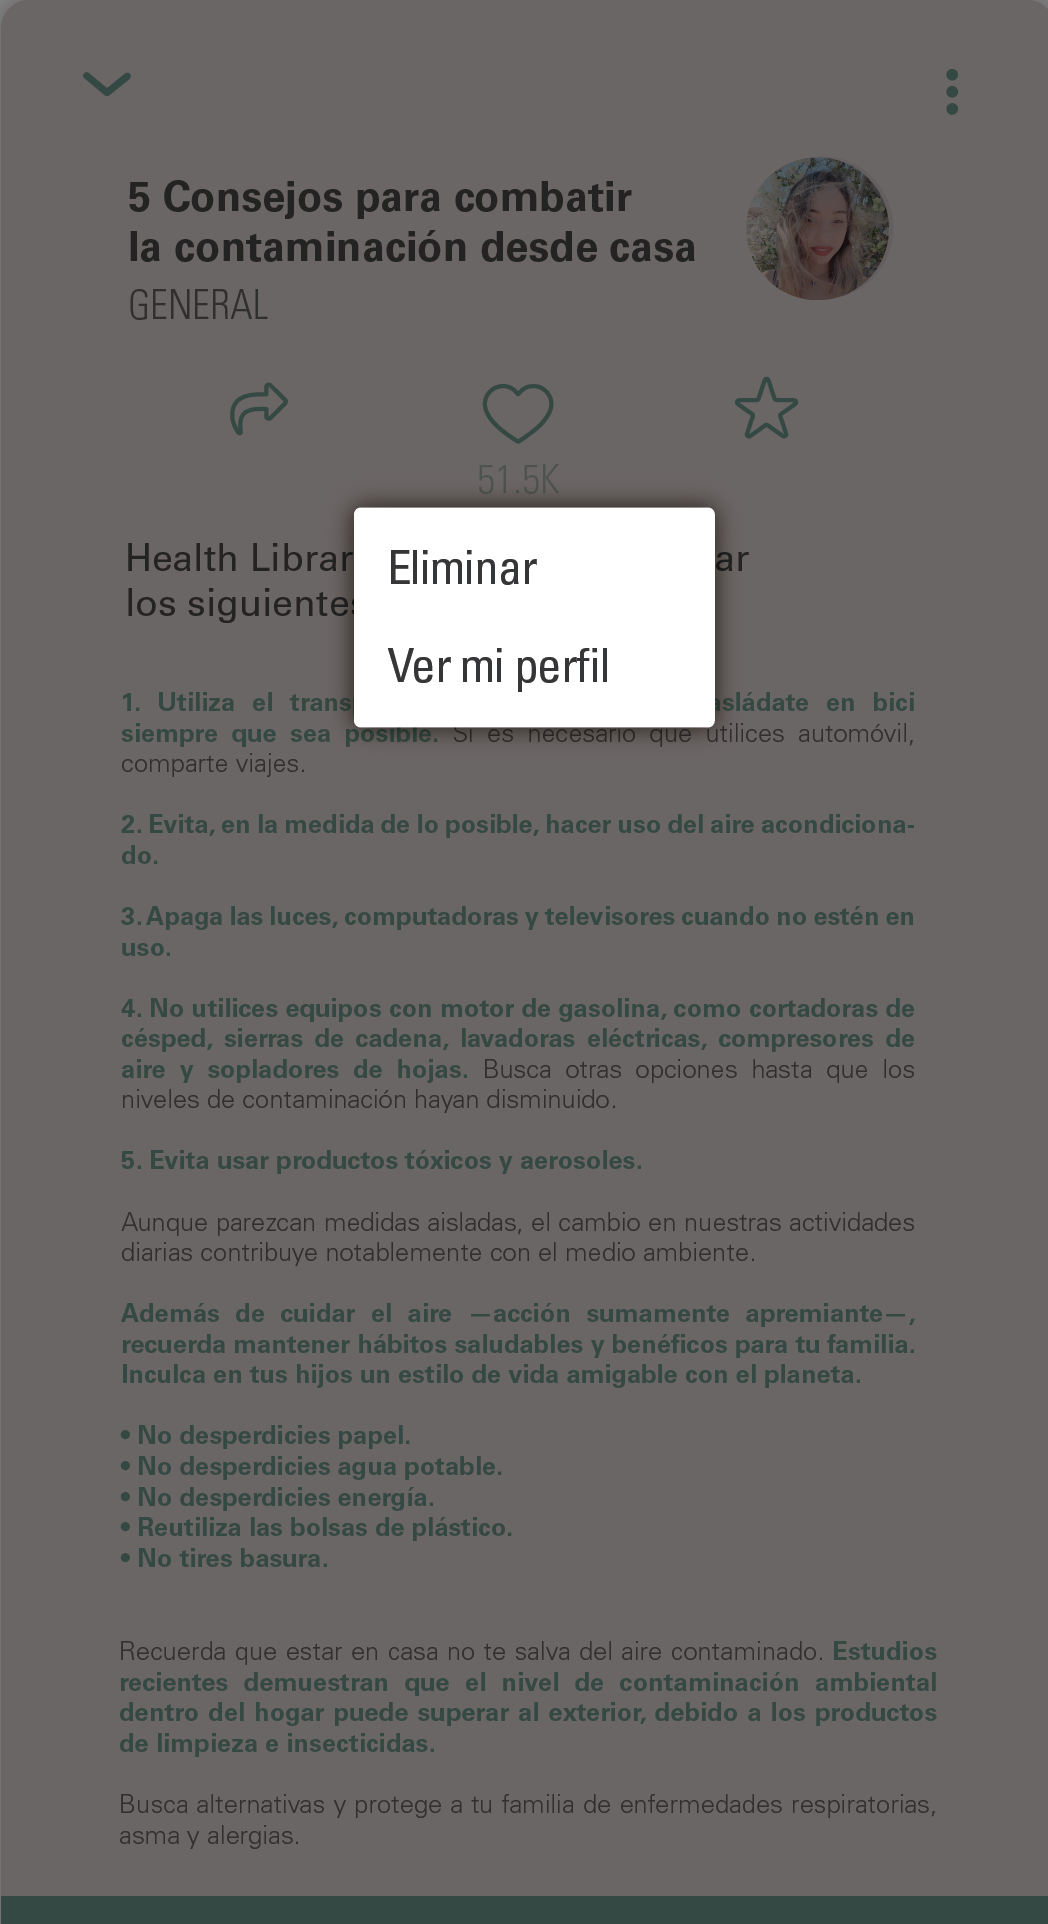 5 Consejos para combatir
la contaminación desde casa
GENERAL
51.5K
Health Librar ar
los siguientes
Eliminar
Ver mi perfil
1. Utiliza el trans asládate en bici
siempre que sea posible. Si es necesario que utilices automóvil,
comparte viajes.
2. Evita, en la medida de lo posible, hacer uso del aire acondiciona-
do.
3. Apaga las luces, computadoras y televisores cuando no estén en
uso.
4. No utilices equipos con motor de gasolina, como cortadoras de
césped, sierras de cadena, lavadoras eléctricas, compresores de
aire y sopladores de hojas. Busca otras opciones hasta que los
niveles de contaminación hayan disminuido.
5. Evita usar productos tóxicos y aerosoles.
Aunque parezcan medidas aisladas, el cambio en nuestras actividades
diarias contribuye notablemente con el medio ambiente.
Además de cuidar el aire —acción sumamente apremiante—,
recuerda mantener hábitos saludables y benéficos para tu familia.
Inculca en tus hijos un estilo de vida amigable con el planeta.
• No desperdicies papel.
• No desperdicies agua potable.
• No desperdicies energía.
• Reutiliza las bolsas de plástico.
• No tires basura.
Recuerda que estar en casa no te salva del aire contaminado. Estudios
recientes demuestran que el nivel de contaminación ambiental
dentro del hogar puede superar al exterior, debido a los productos
de limpieza e insecticidas.
Busca alternativas y protege a tu familia de enfermedades respiratorias,
asma y alergias.